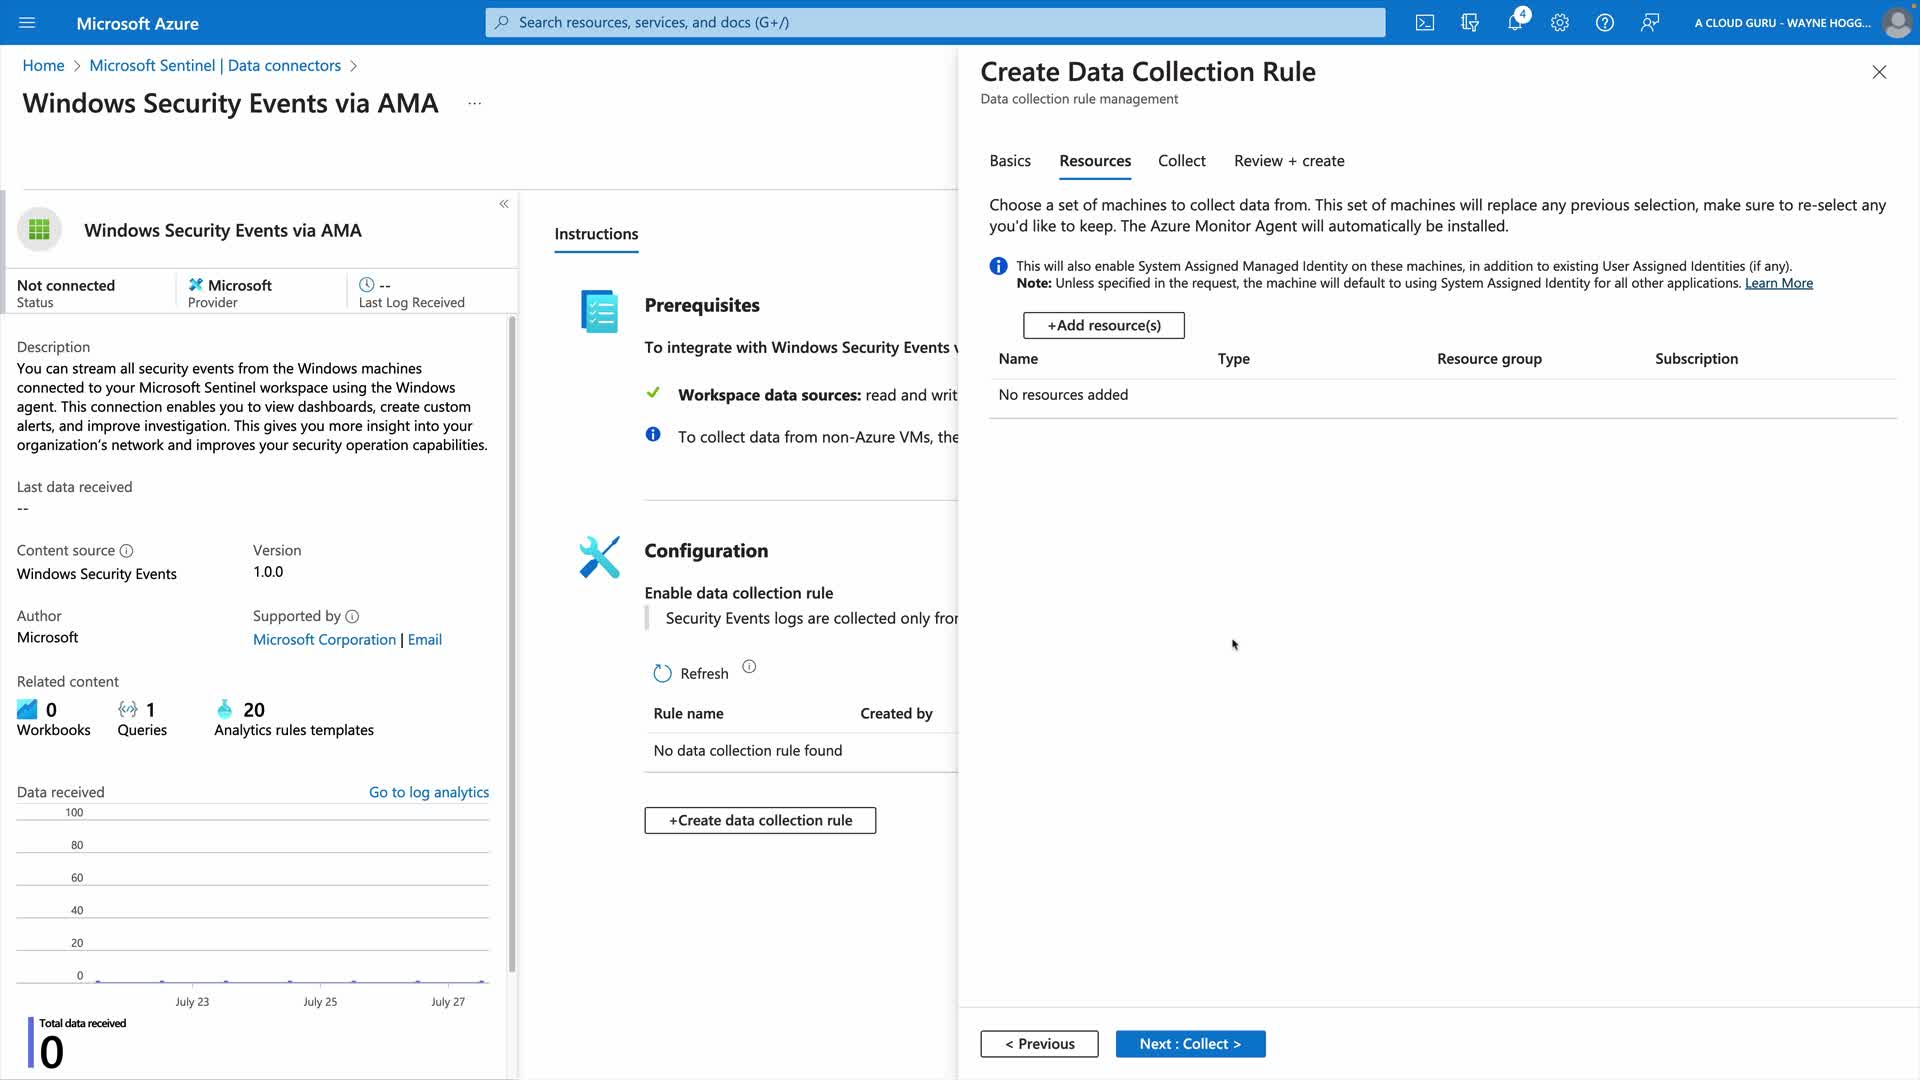 Microsoft Azure
Search resources, services, and docs (G+/)
4
A CLOUD GURU - WAYNE HOGG...
Home > Microsoft Sentinel | Data connectors >
Windows Security Events via AMA ...
«
Windows Security Events via AMA
Not connected
Status
Microsoft
Provider
--
Last Log Received
Description
You can stream all security events from the Windows machines
connected to your Microsoft Sentinel workspace using the Windows
agent. This connection enables you to view dashboards, create custom
alerts, and improve investigation. This gives you more insight into your
organization's network and improves your security operation capabilities.
Last data received
--
Content source
Windows Security Events
Version
1.0.0
Author
Microsoft
Supported by
Microsoft Corporation | Email
Related content
0
Workbooks
1
Queries
20
Analytics rules templates
Data received
Go to log analytics
100
80
60
40
20
0
July 23
July 25
July 27
Total data received
0
Instructions
Prerequisites
To integrate with Windows Security Events v
Workspace data sources: read and writ
To collect data from non-Azure VMs, the
Configuration
Enable data collection rule
Security Events logs are collected only fror
Refresh
Rule name
Created by
No data collection rule found
+Create data collection rule
Create Data Collection Rule
Data collection rule management
Basics
Resources
Collect
Review + create
Choose a set of machines to collect data from. This set of machines will replace any previous selection, make sure to re-select any
you'd like to keep. The Azure Monitor Agent will automatically be installed.
This will also enable System Assigned Managed Identity on these machines, in addition to existing User Assigned Identities (if any).
Note: Unless specified in the request, the machine will default to using System Assigned Identity for all other applications. Learn More
+Add resource(s)
Name
Type
Resource group
Subscription
No resources added
< Previous
Next : Collect >